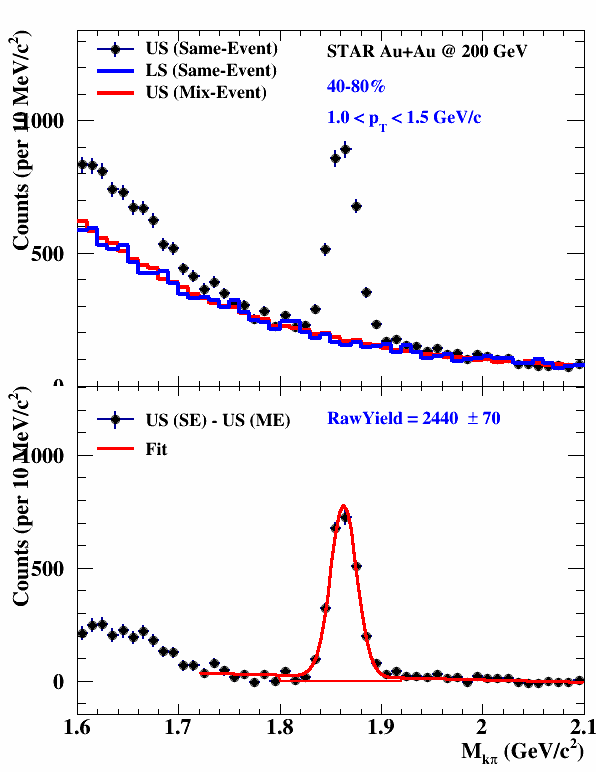 US (Same-Event)
LS (Same-Event)
US (Mix-Event)
STAR Au+Au @ 200 GeV
40-80%
1.0 < pT < 1.5 GeV/c
Counts (per 10 MeV/c²)
1000
500
0
US (SE) - US (ME)
Fit
RawYield = 2440 ± 70
Counts (per 10 MeV/c²)
1000
500
0
1.6 1.7 1.8 1.9 2 2.1
Mkπ (GeV/c²)